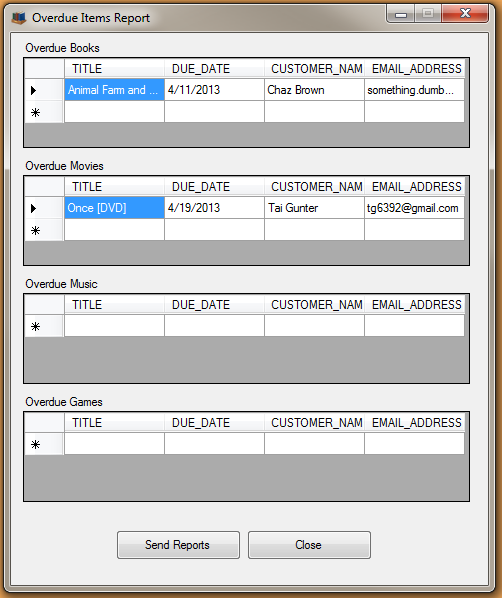 Overdue Items Report
Overdue Books
TITLE DUE_DATE CUSTOMER_NAM EMAIL_ADDRESS
Animal Farm and ... 4/11/2013 Chaz Brown something.dumb...
Overdue Movies
TITLE DUE_DATE CUSTOMER_NAM EMAIL_ADDRESS
Once [DVD] 4/19/2013 Tai Gunter tg6392@gmail.com
Overdue Music
TITLE DUE_DATE CUSTOMER_NAM EMAIL_ADDRESS
Overdue Games
TITLE DUE_DATE CUSTOMER_NAM EMAIL_ADDRESS
Send Reports Close